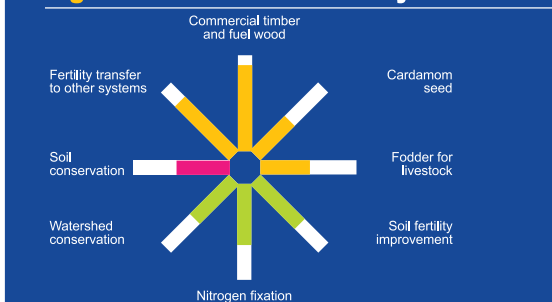 Commercial timber
and fuel wood
Fertility transfer
to other systems
Cardamom
seed
Soil
conservation
Fodder for
livestock
Watershed
conservation
Soil fertility
improvement
Nitrogen fixation